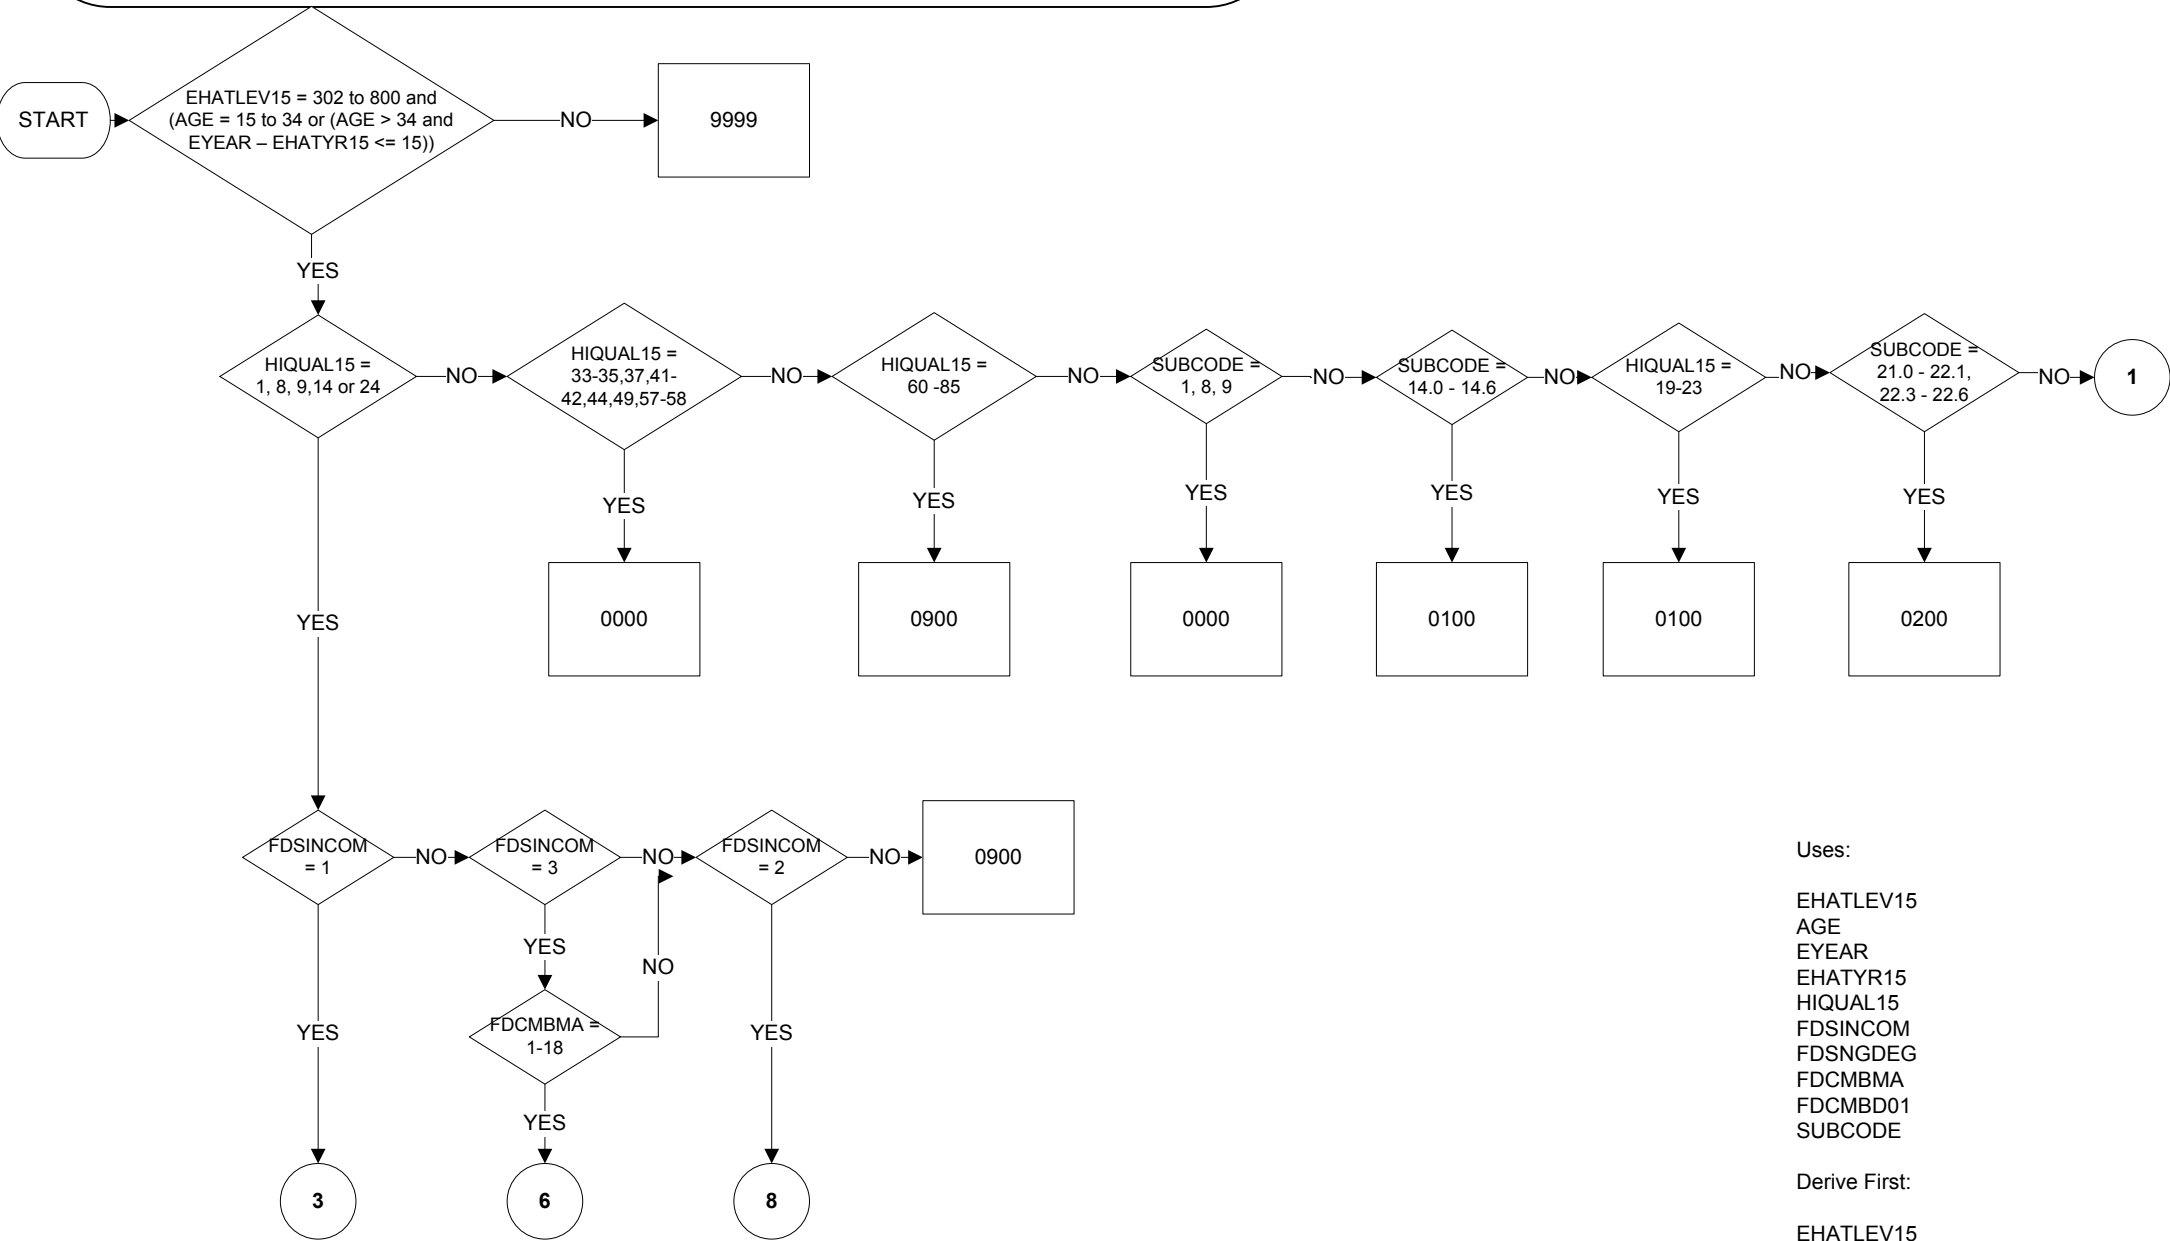 START
EHATLEV15 = 302 to 800 and
(AGE = 15 to 34 or (AGE > 34 and
EYEAR – EHATYR15 <= 15))
NO
9999
YES
HIQUAL15 =
1, 8, 9,14 or 24
NO
HIQUAL15 =
33-35,37,41-
42,44,49,57-58
NO
HIQUAL15 =
60 -85
NO
SUBCODE =
1, 8, 9
NO
SUBCODE =
14.0 - 14.6
NO
HIQUAL15 =
19-23
NO
SUBCODE =
21.0 - 22.1,
22.3 - 22.6
NO
1
YES
YES
YES
YES
YES
YES
YES
0000
0900
0000
0100
0100
0200
FDSINCOM
= 1
NO
FDSINCOM
= 3
NO
FDSINCOM
= 2
NO
0900
YES
NO
FDCMBMA =
1-18
YES
YES
YES
3
6
8
Uses:
EHATLEV15
AGE
EYEAR
EHATYR15
HIQUAL15
FDSINCOM
FDSNGDEG
FDCMBMA
FDCMBD01
SUBCODE
Derive First:
EHATLEV15